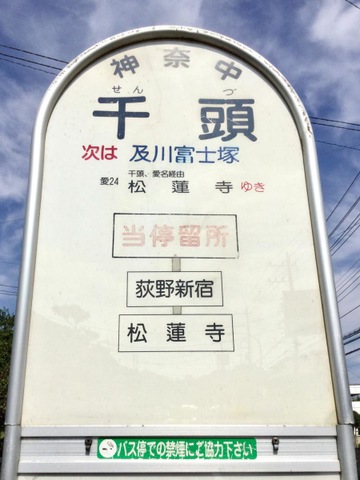 神奈中
せんづ
千頭
次は 及川富士塚
千頭、愛名経由
愛24 松蓮寺 ゆき
当停留所
荻野新宿
松蓮寺
バス停での禁煙にご協力下さい